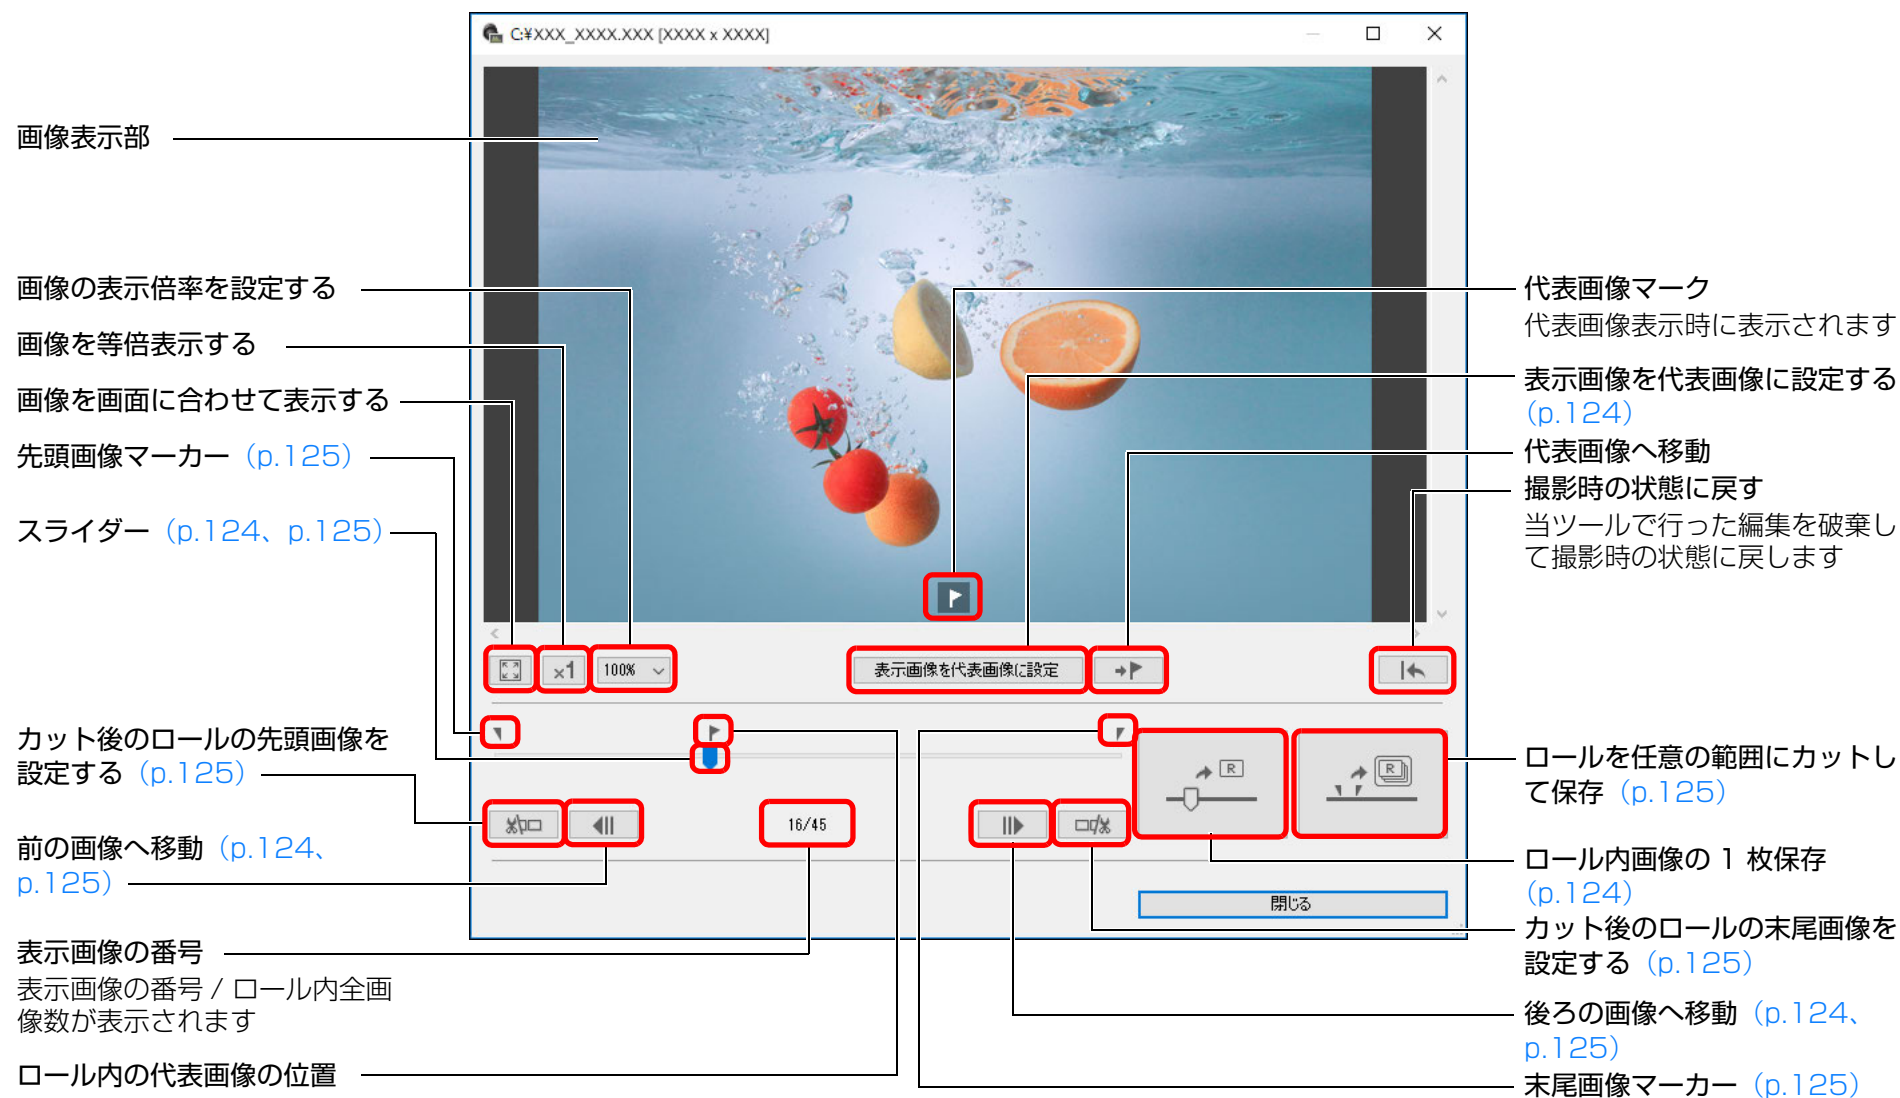 C:¥XXX_XXXX.XXX [XXXX x XXXX]
画像表示部
画像の表示倍率を設定する
画像を等倍表示する
画像を画面に合わせて表示する
先頭画像マーカー（p.125）
スライダー（p.124、p.125）
カット後のロールの先頭画像を
設定する（p.125）
前の画像へ移動（p.124、
p.125）
表示画像の番号
表示画像の番号 / ロール内全画
像数が表示されます
ロール内の代表画像の位置
×1
100%
表示画像を代表画像に設定
16/45
R
R
閉じる
代表画像マーク
代表画像表示時に表示されます
表示画像を代表画像に設定する
（p.124）
代表画像へ移動
撮影時の状態に戻す
当ツールで行った編集を破棄し
て撮影時の状態に戻します
ロールを任意の範囲にカットし
て保存（p.125）
ロール内画像の 1 枚保存
（p.124）
カット後のロールの末尾画像を
設定する（p.125）
後ろの画像へ移動（p.124、
p.125）
末尾画像マーカー（p.125）